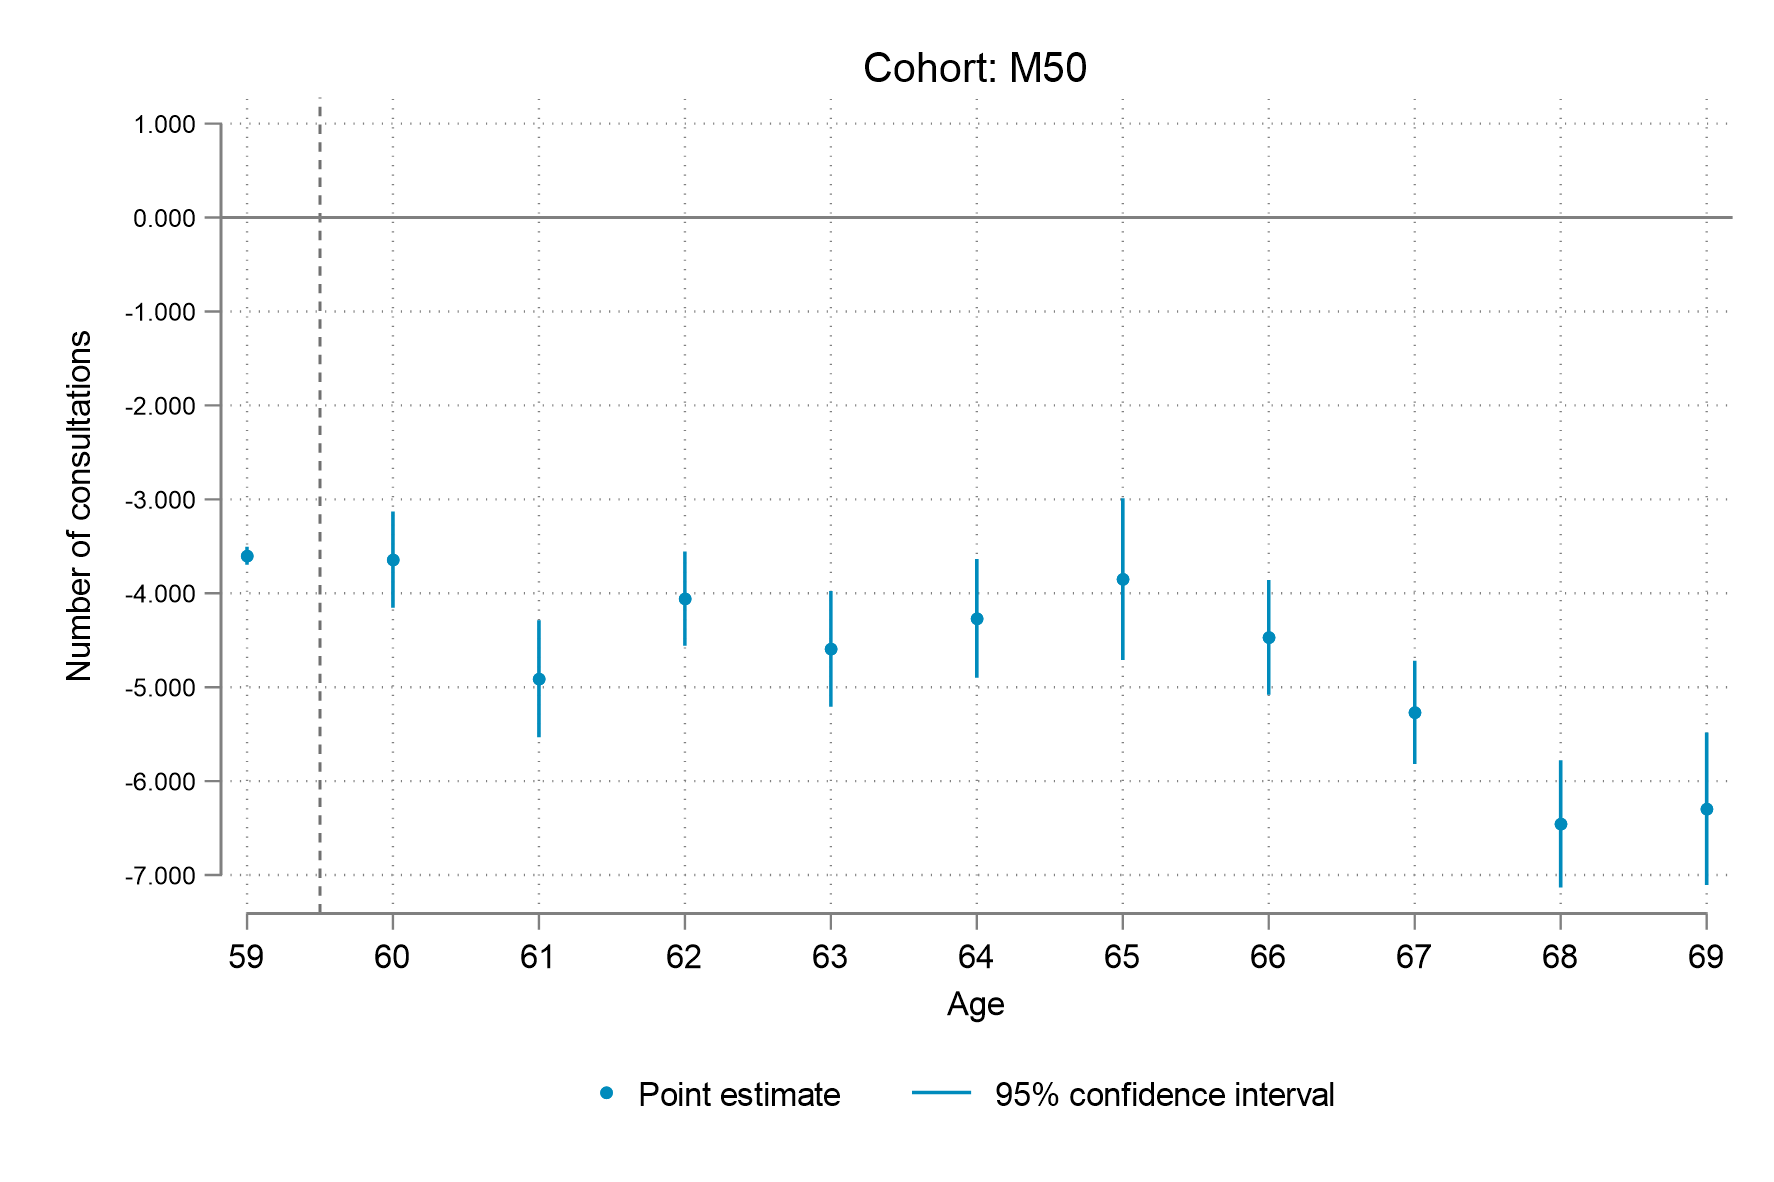 Cohort: M50
1.000
0.000
-1.000
-2.000
-3.000
-4.000
-5.000
-6.000
-7.000
Number of consultations
59 60 61 62 63 64 65 66 67 68 69
Age
Point estimate 95% confidence interval